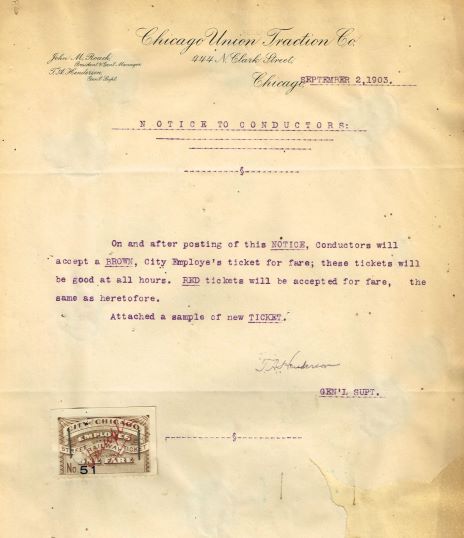 Chicago Union Traction Co.
444 N. Clark Street,
John M. Roach,
President & Gen'l Manager
T. A. Henderson,
Gen'l Supt.
Chicago, SEPTEMBER 2, 1903.
NOTICE TO CONDUCTORS:
On and after posting of this NOTICE, Conductors will
accept a BROWN, City Employe's ticket for fare; these tickets will
be good at all hours. RED tickets will be accepted for fare, the
same as heretofore.
Attached a sample of new TICKET.
T. A. Henderson
GEN'L SUPT.
CITY CHICAGO
EMPLOYES
No 51